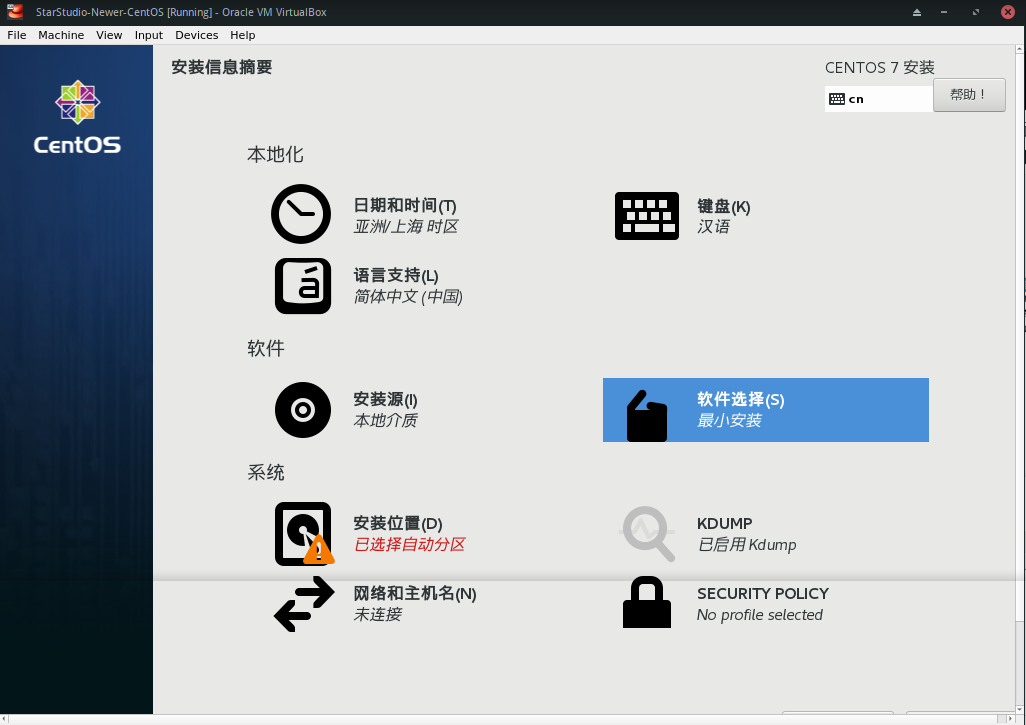 StarStudio-Newer-CentOS [Running] - Oracle VM VirtualBox
File Machine View Input Devices Help
CentOS
安装信息摘要
CENTOS 7 安装
cn
帮助！
本地化
日期和时间(T)
亚洲/上海 时区
键盘(K)
汉语
语言支持(L)
简体中文 (中国)
软件
安装源(I)
本地介质
软件选择(S)
最小安装
系统
安装位置(D)
已选择自动分区
KDUMP
已启用 Kdump
网络和主机名(N)
未连接
SECURITY POLICY
No profile selected